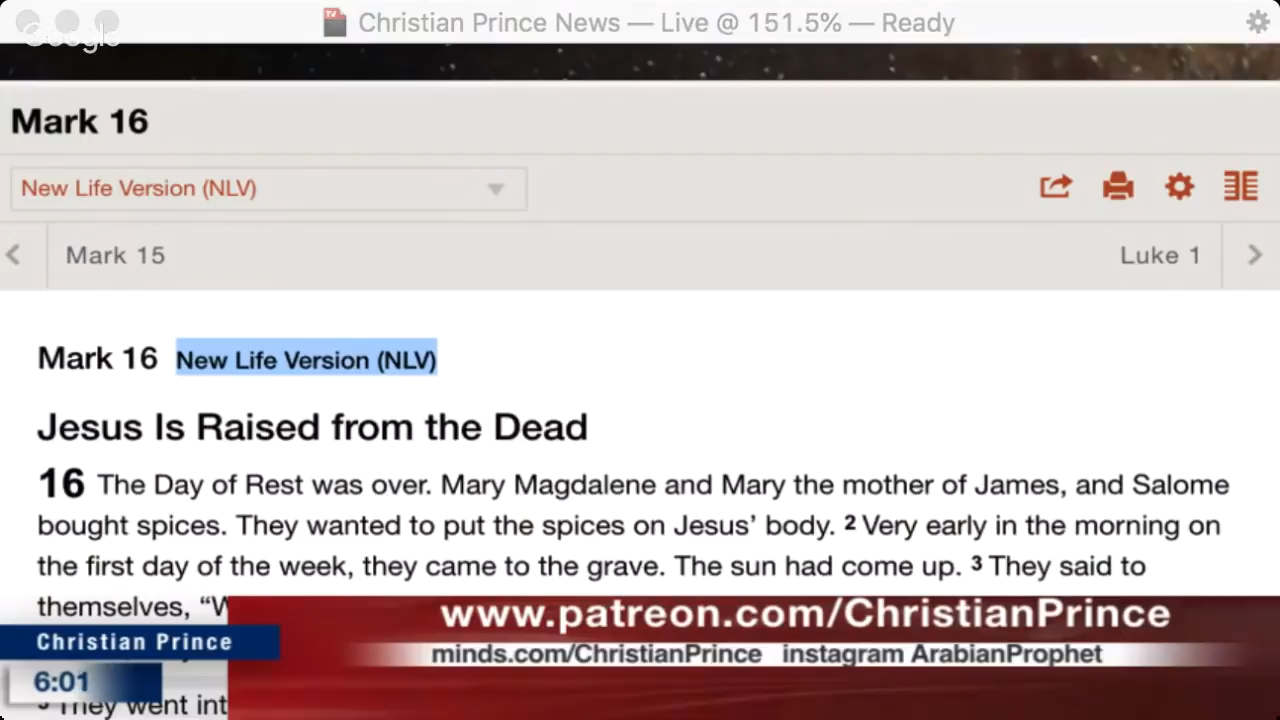 Christian Prince News — Live @ 151.5% — Ready
Google
Mark 16
New Life Version (NLV)
Mark 15
Luke 1
Mark 16 New Life Version (NLV)
Jesus Is Raised from the Dead
16 The Day of Rest was over. Mary Magdalene and Mary the mother of James, and Salome
bought spices. They wanted to put the spices on Jesus’ body. 2 Very early in the morning on
the first day of the week, they came to the grave. The sun had come up. 3 They said to
themselves,
www.patreon.com/ChristianPrince
Christian Prince
minds.com/ChristianPrince instagram ArabianProphet
6:01
5 They went int